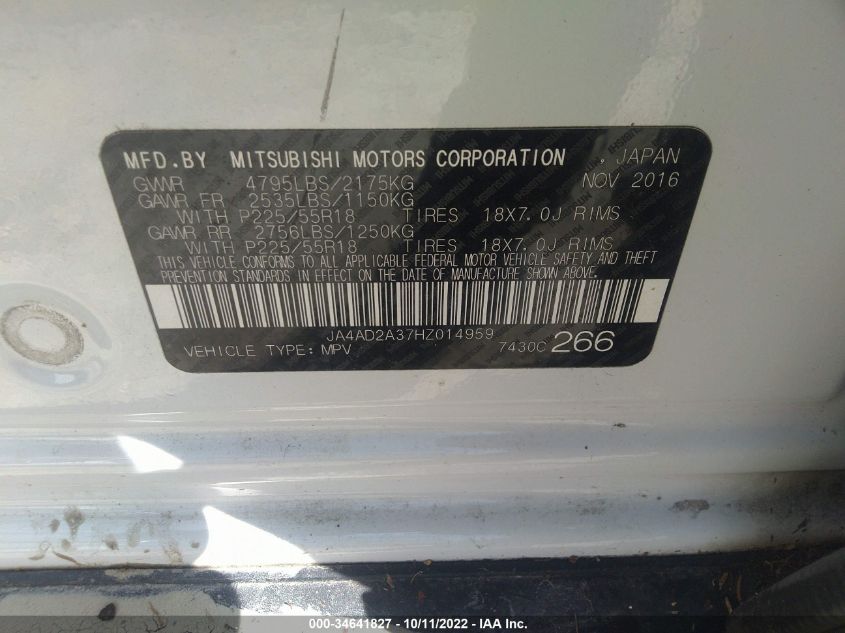 MFD.BY MITSUBISHI MOTORS CORPORATION , JAPAN
GVWR 4795LBS/2175KG NOV 2016
GAWR FR 2535LBS/1150KG
WITH P225/55R18 TIRES 18X7.0J RIMS
GAWR RR 2756LBS/1250KG
WITH P225/55R18 TIRES 18X7.0J RIMS
THIS VEHICLE CONFORMS TO ALL APPLICABLE FEDERAL MOTOR VEHICLE SAFETY AND THEFT
PREVENTION STANDARDS IN EFFECT ON THE DATE OF MANUFACTURE SHOWN ABOVE.
JA4AD2A37HZ014959
VEHICLE TYPE: MPV 7430C 266
000-34641827 - 10/11/2022 - IAA Inc.